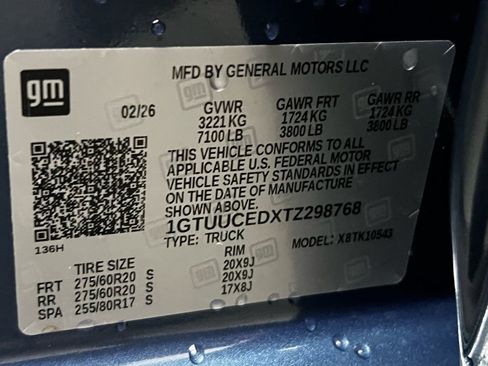 gm
MFD BY GENERAL MOTORS LLC
02/26 GVWR GAWR FRT GAWR RR
3221 KG 1724 KG 1724 KG
7100 LB 3800 LB 3800 LB
THIS VEHICLE CONFORMS TO ALL
APPLICABLE U.S. FEDERAL MOTOR
VEHICLE SAFETY STANDARDS IN EFFECT
ON THE DATE OF MANUFACTURE
SHOWN ABOVE.
1GTUUCEDXTZ298768
136H TYPE: TRUCK MODEL: X8TK10543
TIRE SIZE RIM
FRT 275/60R20 S 20X9J
RR 275/60R20 S 20X9J
SPA 255/80R17 S 17X8J